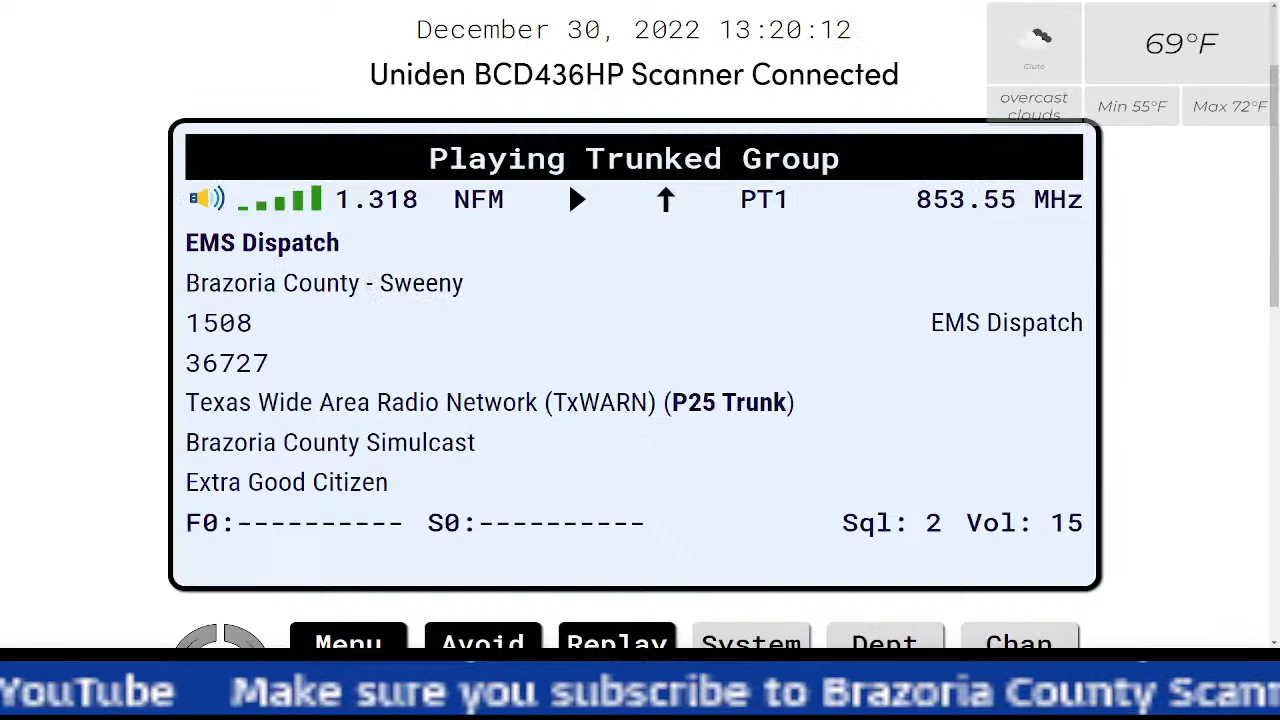 December 30, 2022 13:20:12
Uniden BCD436HP Scanner Connected
69°F
Clute
overcast clouds
Min 55°F
Max 72°F
Playing Trunked Group
1.318 NFM PT1 853.55 MHz
EMS Dispatch
Brazoria County - Sweeny
1508 EMS Dispatch
36727
Texas Wide Area Radio Network (TxWARN) (P25 Trunk)
Brazoria County Simulcast
Extra Good Citizen
F0:---------- S0:---------- Sql: 2 Vol: 15
Menu Avoid Replay System Dept Chan
YouTube Make sure you subscribe to Brazoria County Scann